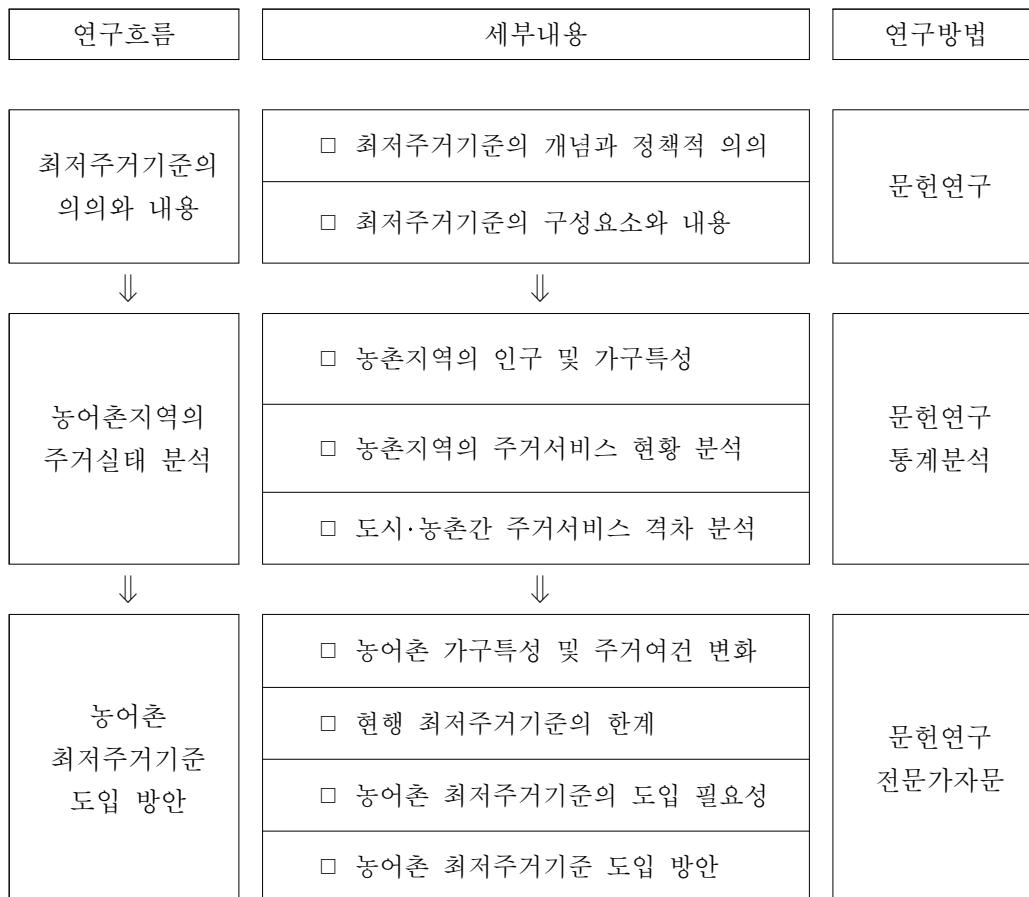 연구흐름
세부내용
연구방법
최저주거기준의
의의와 내용
□ 최저주거기준의 개념과 정책적 의의
□ 최저주거기준의 구성요소와 내용
문헌연구
⇓
⇓
농어촌지역의
주거실태 분석
□ 농촌지역의 인구 및 가구특성
□ 농촌지역의 주거서비스 현황 분석
□ 도시·농촌간 주거서비스 격차 분석
문헌연구
통계분석
⇓
⇓
농어촌
최저주거기준
도입 방안
□ 농어촌 가구특성 및 주거여건 변화
□ 현행 최저주거기준의 한계
□ 농어촌 최저주거기준의 도입 필요성
□ 농어촌 최저주거기준 도입 방안
문헌연구
전문가자문